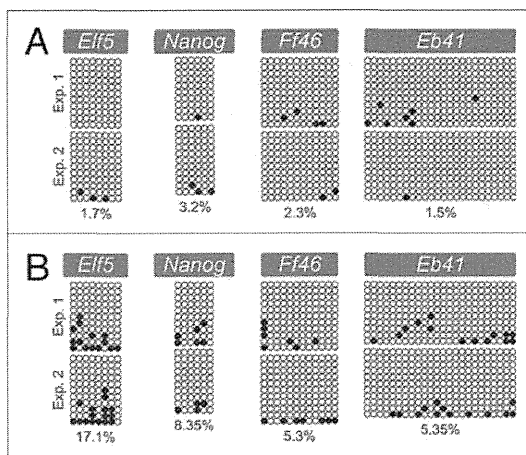 A
Elf5 Nanog Ff46 Eb41
Exp. 1
Exp. 2
1.7% 3.2% 2.3% 1.5%
B
Elf5 Nanog Ff46 Eb41
Exp. 1
Exp. 2
17.1% 8.35% 5.3% 5.35%